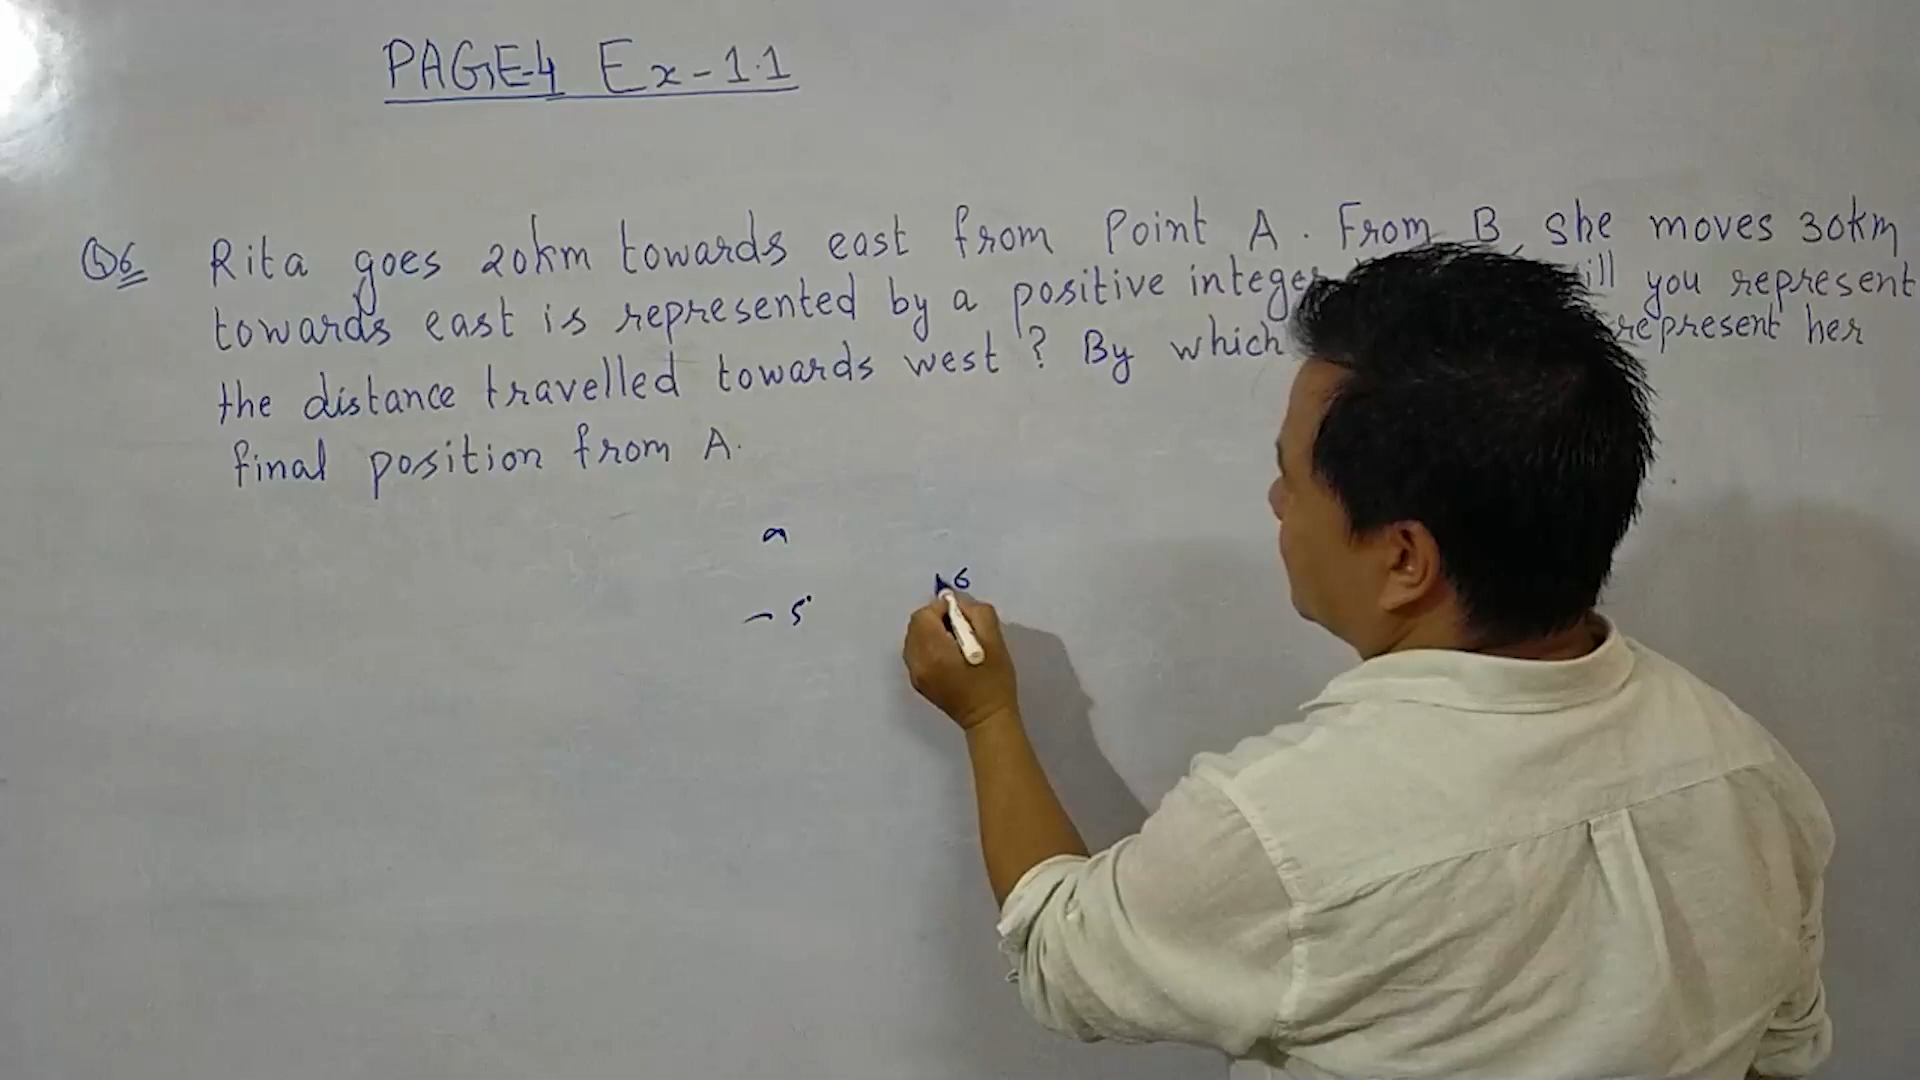 PAGE-4 Ex-1.1
Q6 Rita goes 20km towards east from Point A. From B, she moves 30km
towards east is represented by a positive integer ill you represent
the distance travelled towards west? By which represent her
final position from A.
a
6
- 5